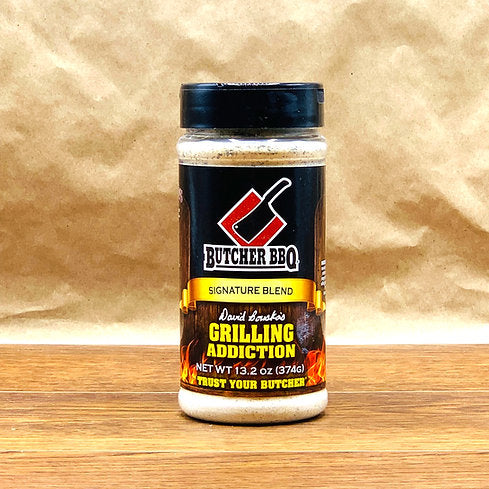 BUTCHER BBQ
SIGNATURE BLEND
David Bouska's
GRILLING
ADDICTION
NET WT 13.2 oz (374G)
TRUST YOUR BUTCHER